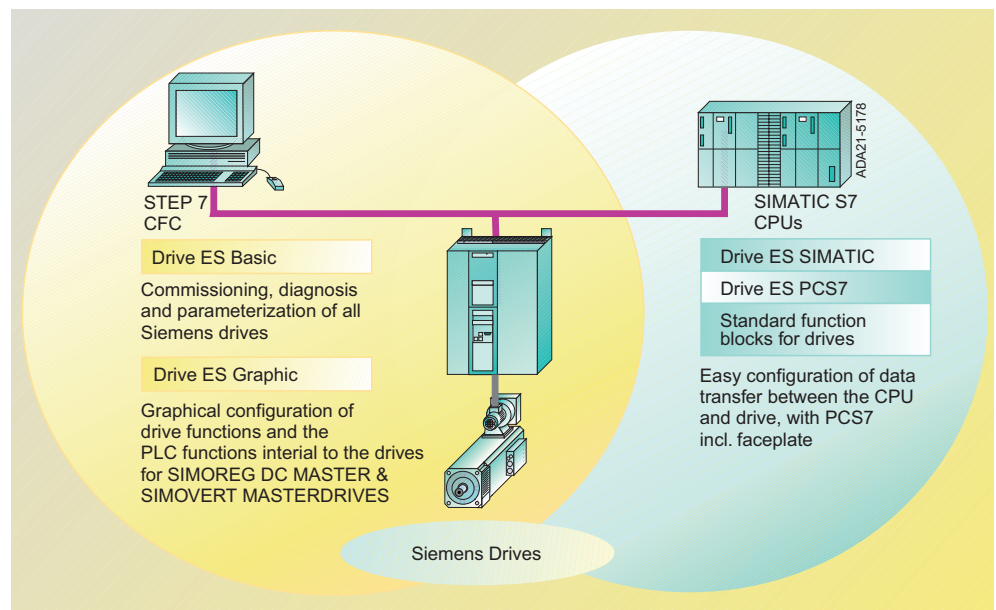 STEP 7
CFC
Drive ES Basic
Commissioning, diagnosis
and parameterization of all
Siemens drives
Drive ES Graphic
Graphical configuration of
drive functions and the
PLC functions interial to the drives
for SIMOREG DC MASTER &
SIMOVERT MASTERDRIVES
ADA21-5178
SIMATIC S7
CPUs
Drive ES SIMATIC
Drive ES PCS7
Standard function
blocks for drives
Easy configuration of data
transfer between the CPU
and drive, with PCS7
incl. faceplate
Siemens Drives